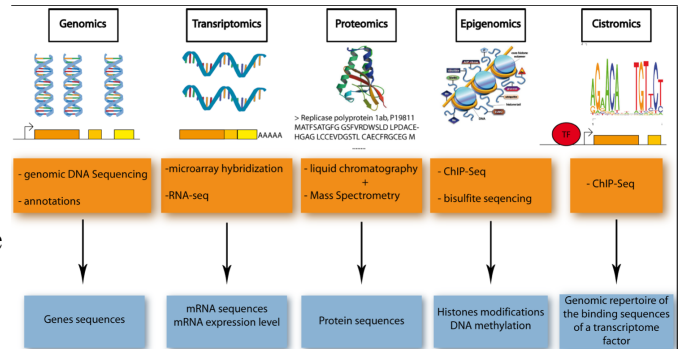 Genomics
Transriptomics
Proteomics
Epigenomics
Cistromics
AAAAA
> Replicase polyprotein 1ab, P19811
MATFSATGFG GSFVRDWSLD LPDACE-
HGAG LCCEVDGSTL CAECFRGCEG M
......
TF
- genomic DNA Sequencing
- annotations
-microarray hybridization
-RNA-seq
- liquid chromatography
+
- Mass Spectrometry
- ChIP-Seq
- bisulfite seqencing
- ChIP-Seq
e
Genes sequences
mRNA sequences
mRNA expression level
Protein sequences
Histones modifications
DNA methylation
Genomic repertoire of
the binding sequences
of a transcriptome
factor